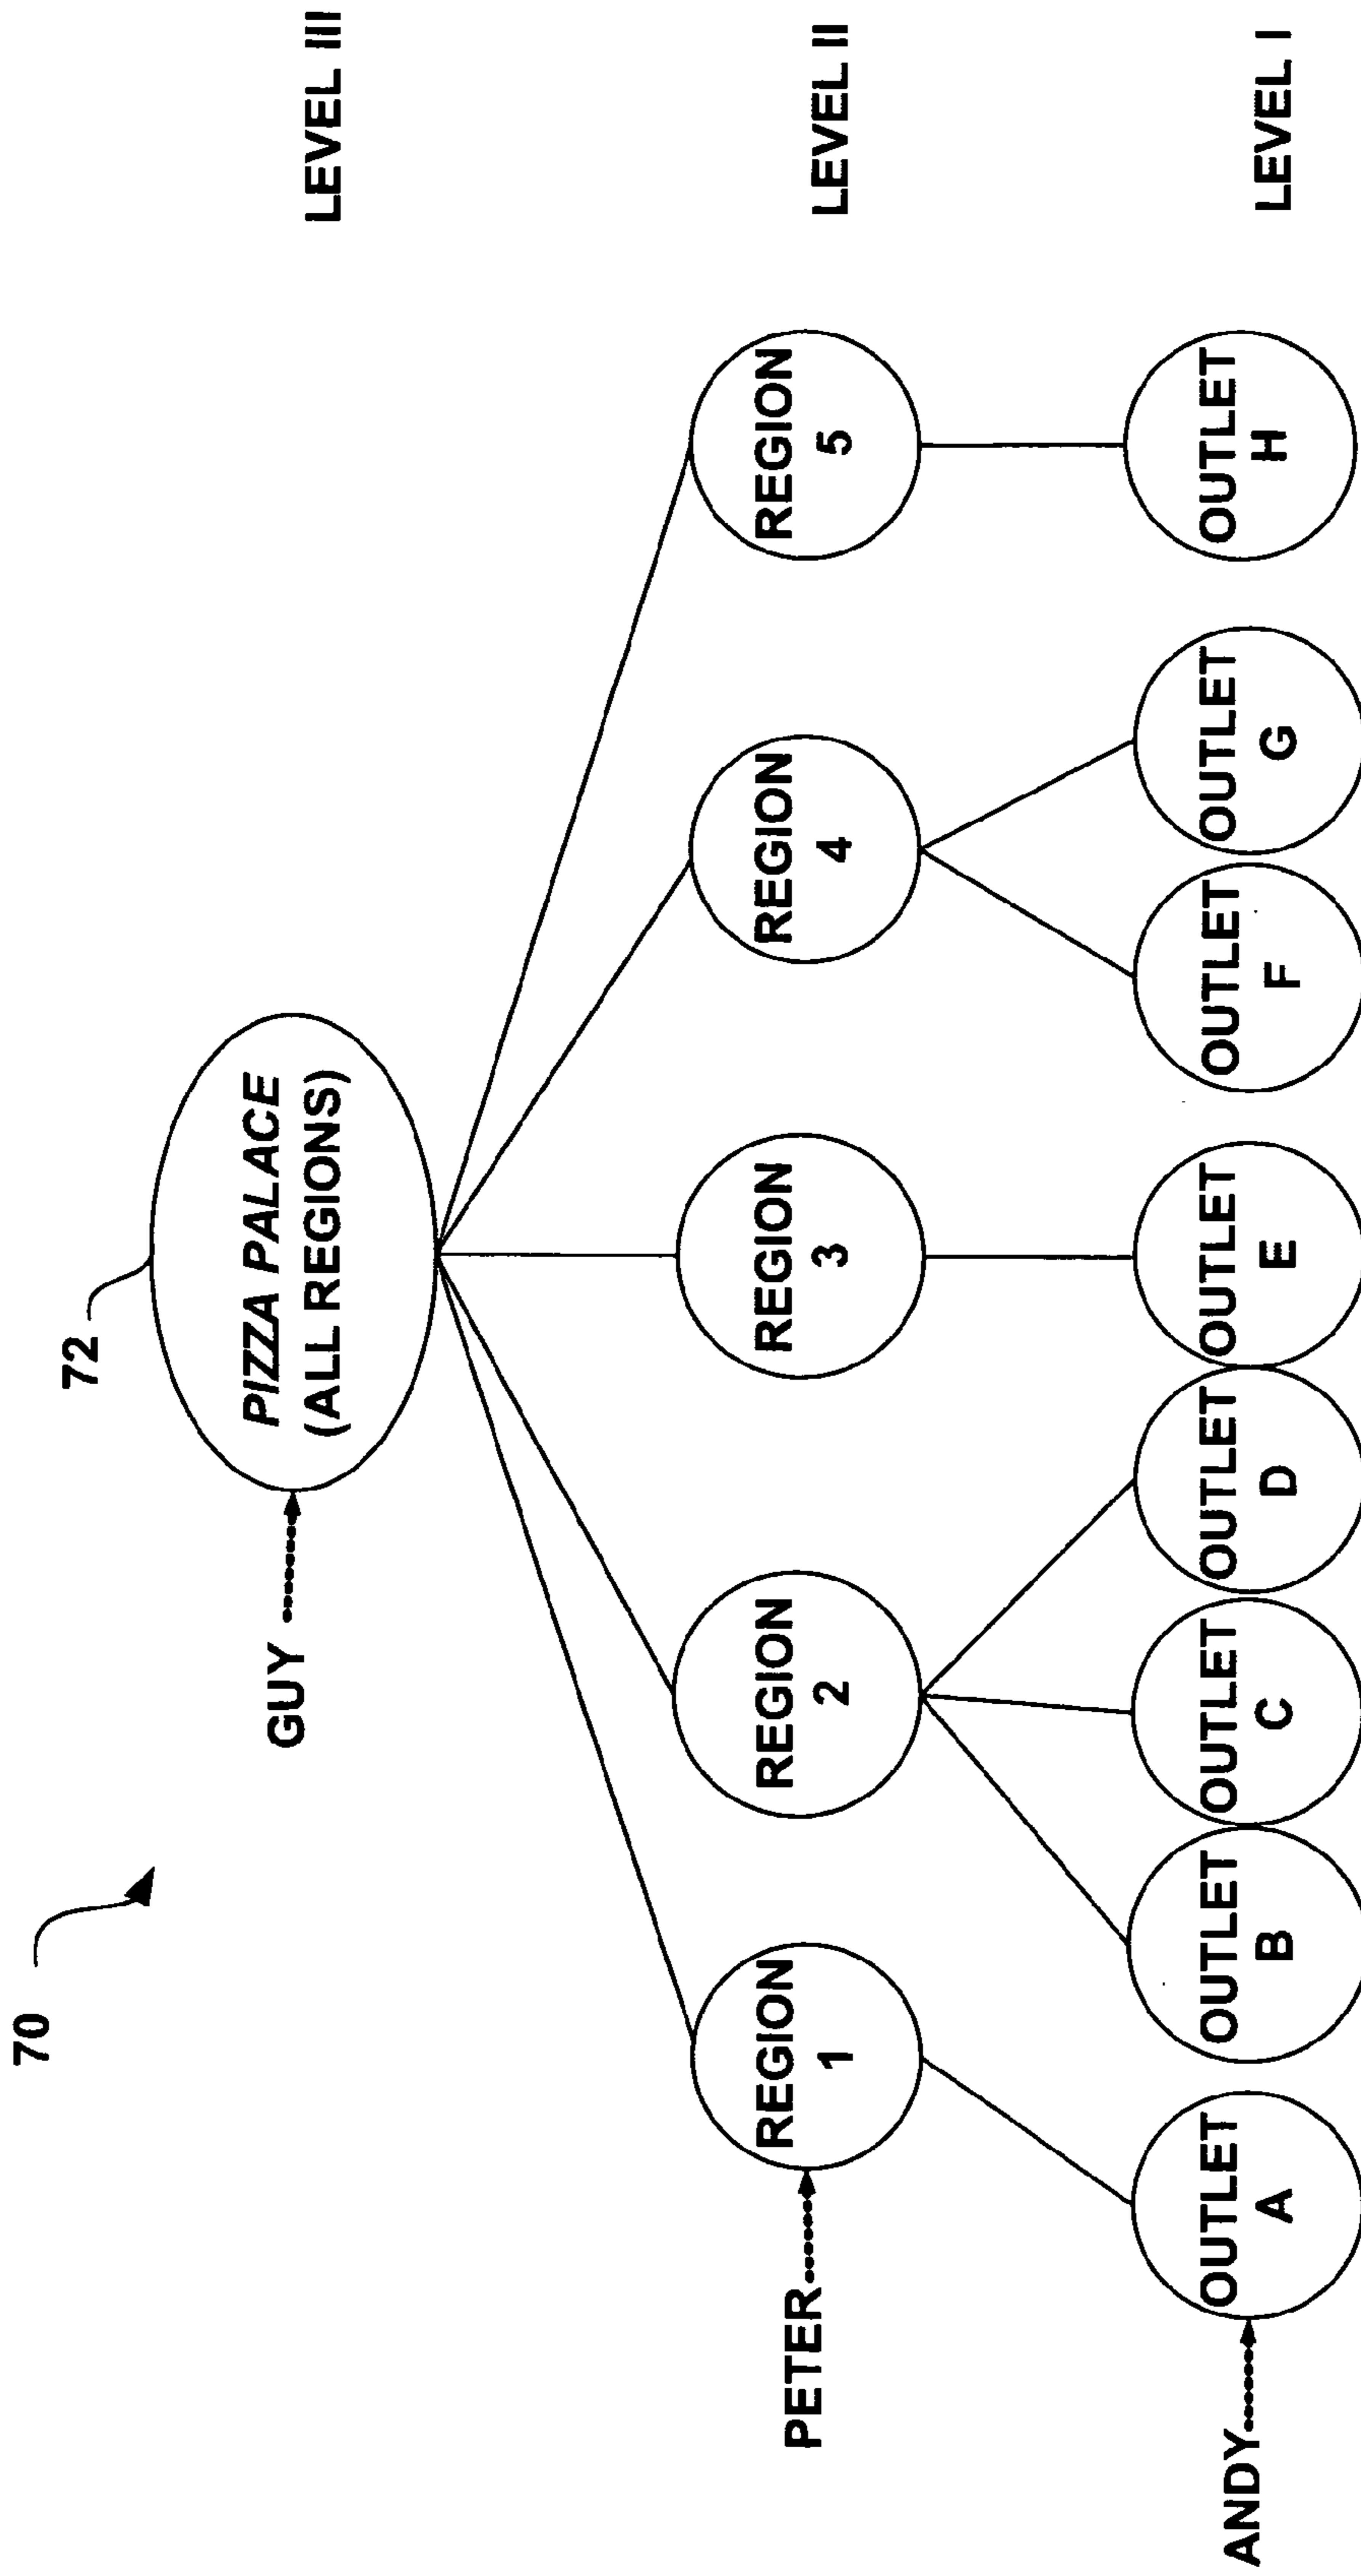 70
72
GUY
PIZZA PALACE
(ALL REGIONS)
LEVEL III
PETER
REGION
1
REGION
2
REGION
3
REGION
4
REGION
5
LEVEL II
ANDY
OUTLET
A
OUTLET
B
OUTLET
C
OUTLET
D
OUTLET
E
OUTLET
F
OUTLET
G
OUTLET
H
LEVEL I